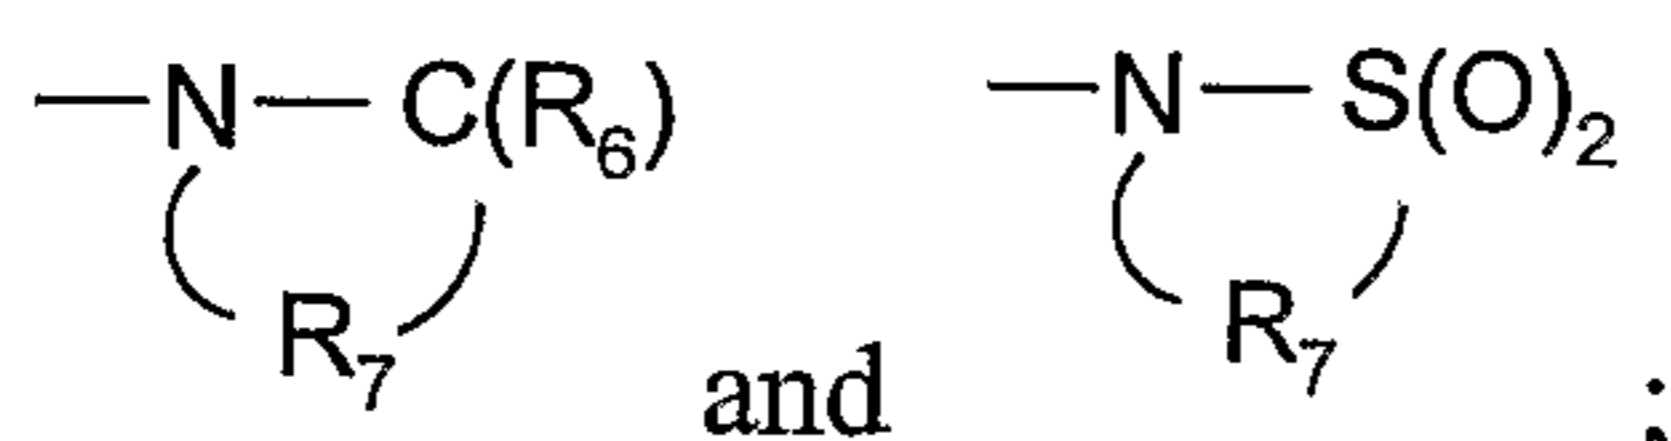 —N—C(R₆) —N—S(O)₂
R₇ R₇
and ;